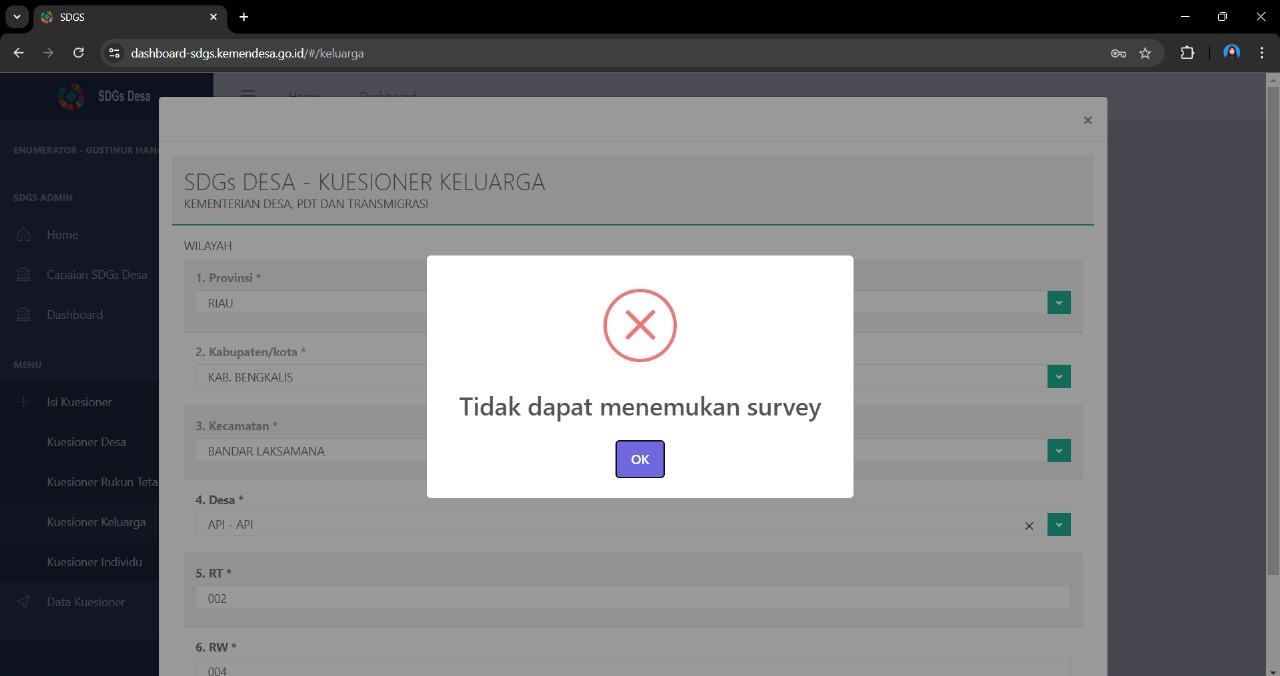 SDGS
dashboard-sdgs.kemendesa.go.id/#/keluarga
SDGs Desa
Home
Dashboard
ENUMERATOR - GUSTINUR HAN
SDGS ADMIN
Home
Capaian SDGs Desa
Dashboard
MENU
Isi Kuesioner
Kuesioner Desa
Kuesioner Rukun Teta
Kuesioner Keluarga
Kuesioner Individu
Data Kuesioner
SDGs DESA - KUESIONER KELUARGA
KEMENTERIAN DESA, PDT DAN TRANSMIGRASI
WILAYAH
1. Provinsi *
RIAU
2. Kabupaten/kota *
KAB. BENGKALIS
3. Kecamatan *
BANDAR LAKSAMANA
4. Desa *
API - API
5. RT *
002
6. RW *
004
Tidak dapat menemukan survey
OK